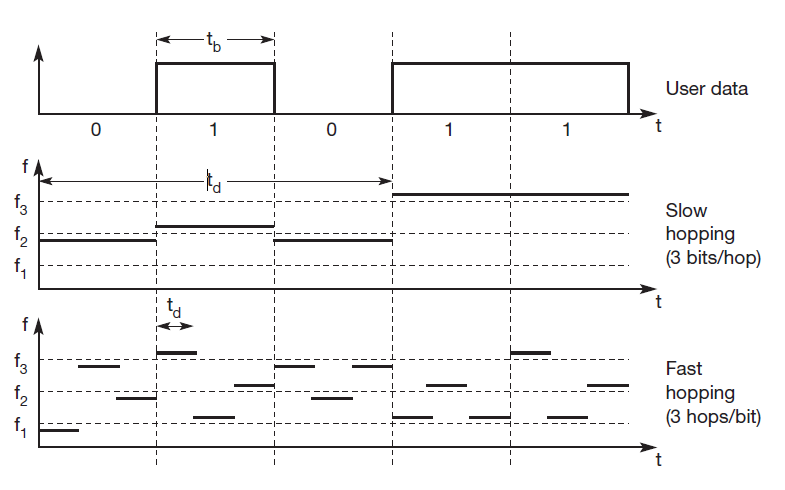 t_b
User data
0 1 0 1 1 t
f
t_d
f_3
Slow
f_2
hopping
f_1
(3 bits/hop)
t
t_d
f
f_3
Fast
f_2
hopping
f_1
(3 hops/bit)
t